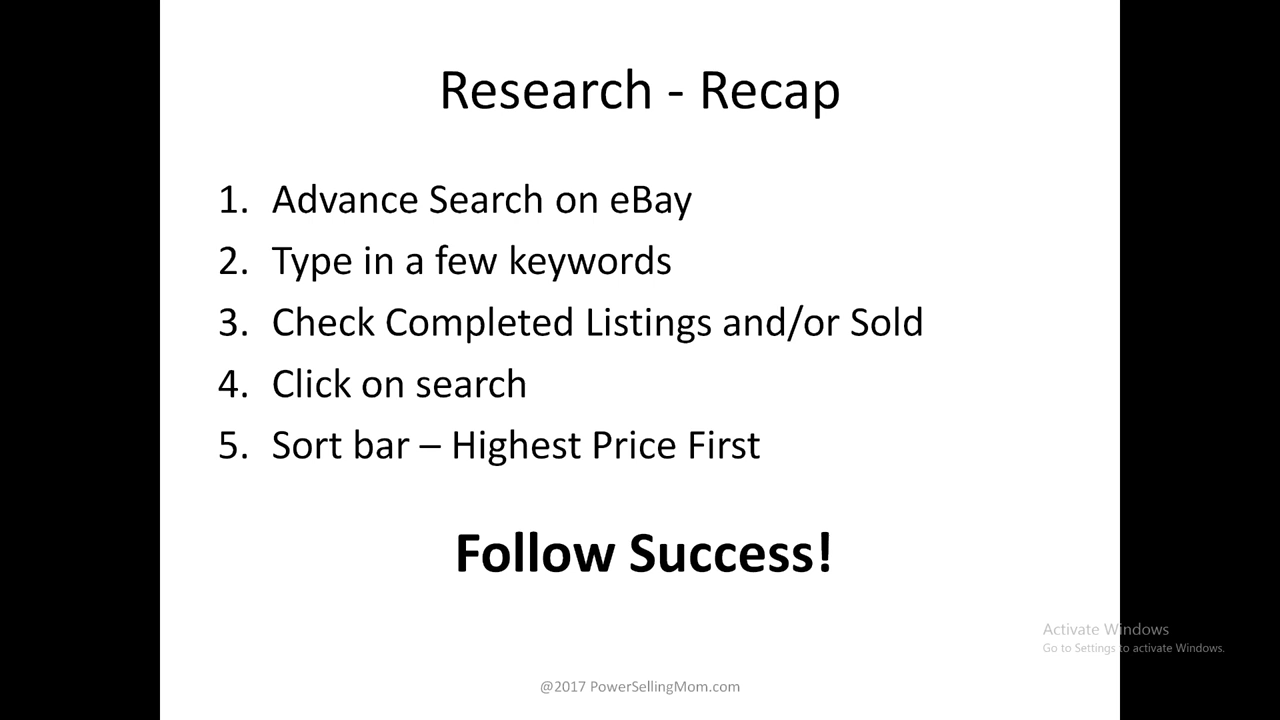 Research - Recap
1. Advance Search on eBay
2. Type in a few keywords
3. Check Completed Listings and/or Sold
4. Click on search
5. Sort bar – Highest Price First
Follow Success!
Activate Windows
Go to Settings to activate Windows.
@2017 PowerSellingMom.com